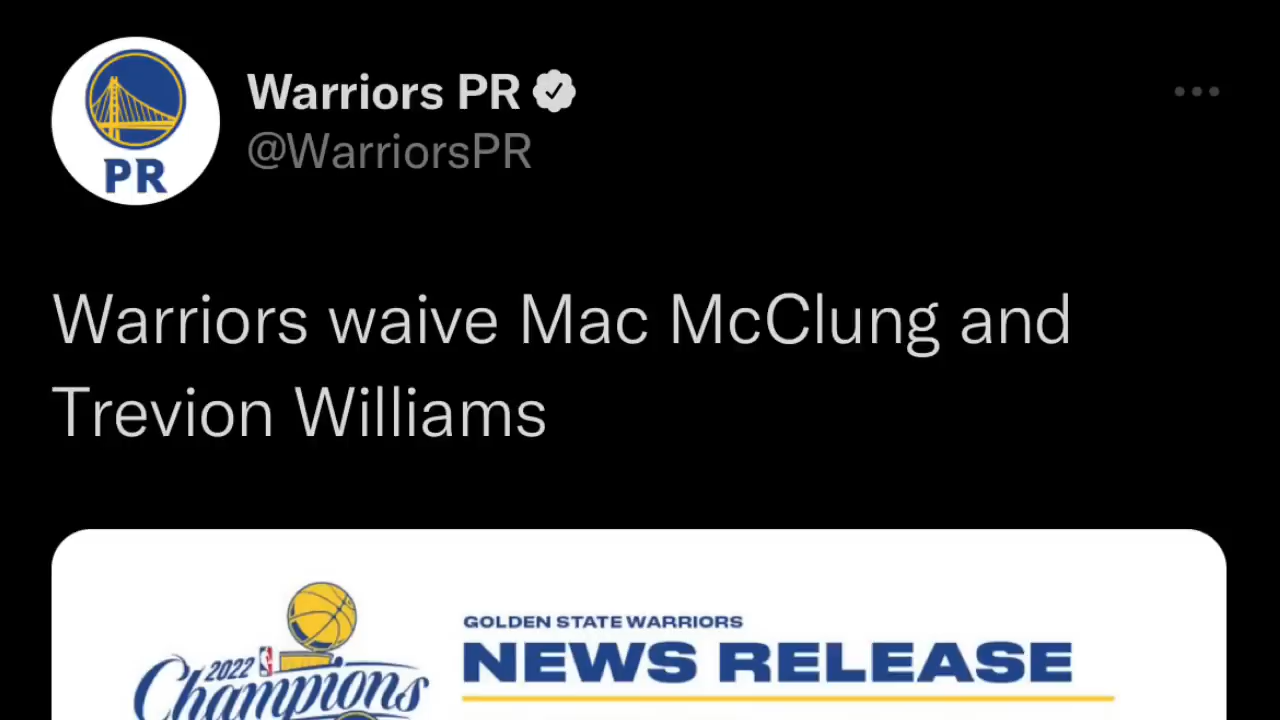 PR
Warriors PR
@WarriorsPR
Warriors waive Mac McClung and
Trevion Williams
2022
Champions
GOLDEN STATE WARRIORS
NEWS RELEASE